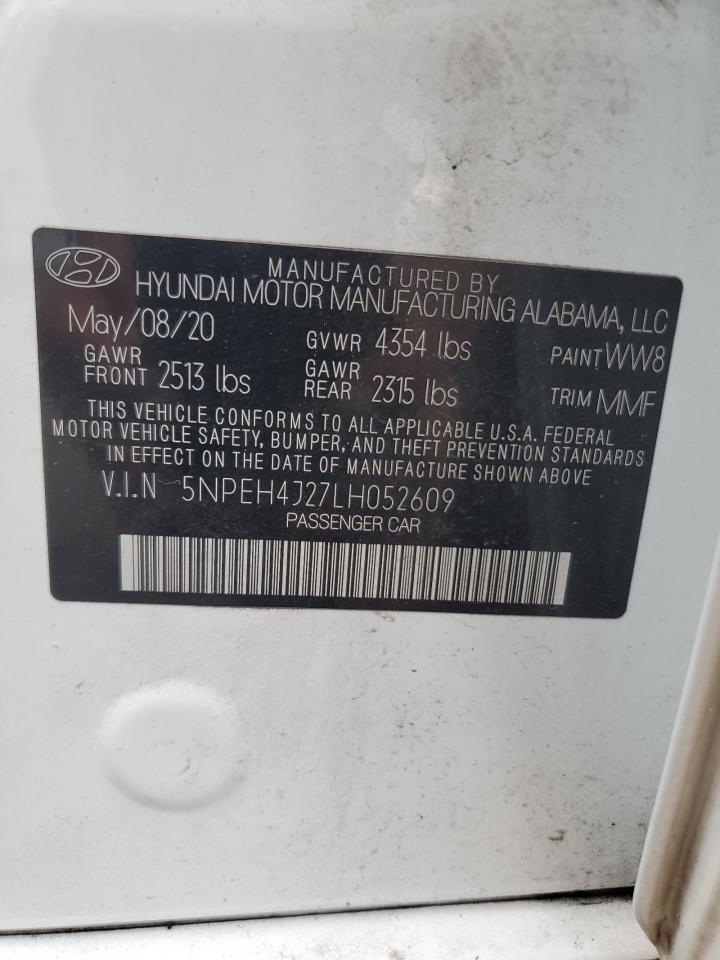 MANUFACTURED BY
HYUNDAI MOTOR MANUFACTURING ALABAMA, LLC
May/08/20 GVWR 4354 lbs PAINT WW8
GAWR FRONT 2513 lbs GAWR REAR 2315 lbs TRIM MMF
THIS VEHICLE CONFORMS TO ALL APPLICABLE U.S.A. FEDERAL
MOTOR VEHICLE SAFETY, BUMPER, AND THEFT PREVENTION STANDARDS
IN EFFECT ON THE DATE OF MANUFACTURE SHOWN ABOVE
V.I.N 5NPEH4J27LH052609
PASSENGER CAR